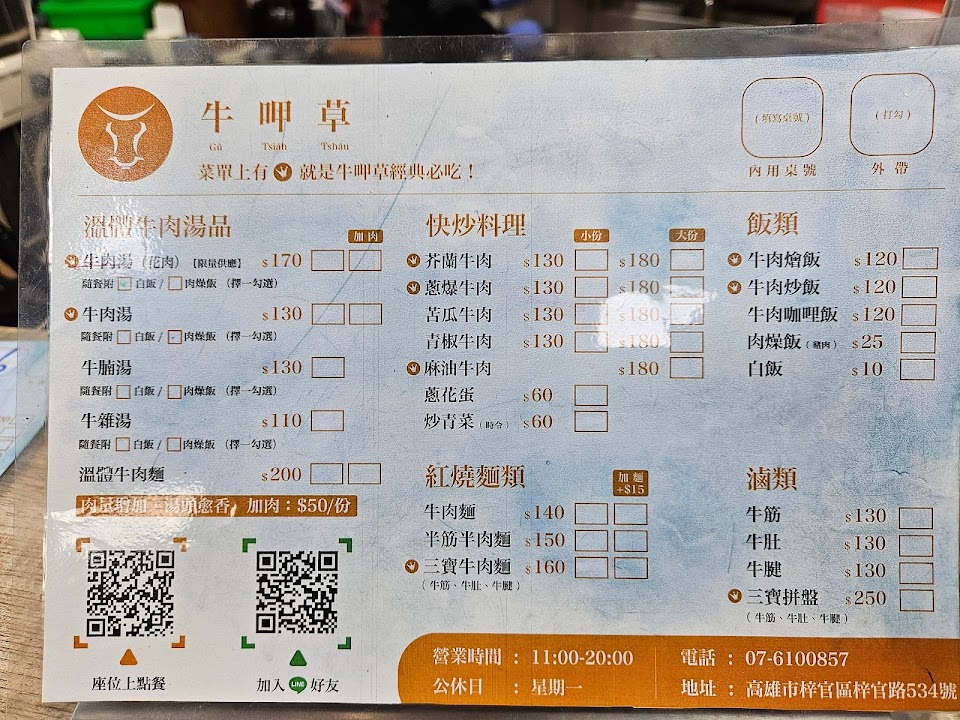 牛呷草
Gû Tsia̍h Tsháu
菜單上有 就是牛呷草經典必吃！
(填寫桌號)
內用桌號
(打勾)
外帶
溫體牛肉湯品
加肉
牛肉湯（花肉）【限量供應】 $170
隨餐附 白飯 / 肉燥飯 （擇一勾選）
牛肉湯 $130
隨餐附 白飯 / 肉燥飯 （擇一勾選）
牛腩湯 $130
隨餐附 白飯 / 肉燥飯 （擇一勾選）
牛雜湯 $110
隨餐附 白飯 / 肉燥飯 （擇一勾選）
溫體牛肉麵 $200
肉量增加，湯頭愈香，加肉：$50/份
座位上點餐
加入 LINE 好友
快炒料理
小份 大份
芥蘭牛肉 $130 $180
蔥爆牛肉 $130 $180
苦瓜牛肉 $130 $180
青椒牛肉 $130 $180
麻油牛肉 $180
蔥花蛋 $60
炒青菜（時令） $60
紅燒麵類
加麵
+$15
牛肉麵 $140
半筋半肉麵 $150
三寶牛肉麵 $160
（牛筋、牛肚、牛腱）
飯類
牛肉燴飯 $120
牛肉炒飯 $120
牛肉咖哩飯 $120
肉燥飯（豬肉） $25
白飯 $10
滷類
牛筋 $130
牛肚 $130
牛腱 $130
三寶拼盤 $250
（牛筋、牛肚、牛腱）
營業時間 ： 11:00-20:00
公休日 ： 星期一
電話 ： 07-6100857
地址 ： 高雄市梓官區梓官路534號